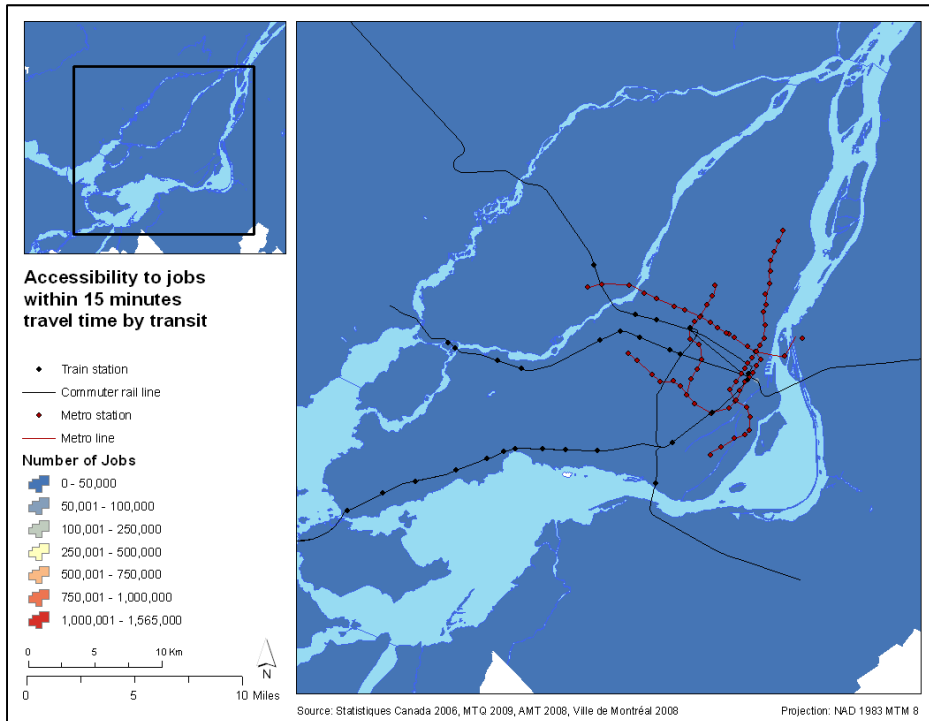 Accessibility to jobs
within 15 minutes
travel time by transit
Train station
Commuter rail line
Metro station
Metro line
Number of Jobs
0 - 50,000
50,001 - 100,000
100,001 - 250,000
250,001 - 500,000
500,001 - 750,000
750,001 - 1,000,000
1,000,001 - 1,565,000
0 5 10 Km
N
0 5 10 Miles
Source: Statistiques Canada 2006, MTQ 2009, AMT 2008, Ville de Montréal 2008
Projection: NAD 1983 MTM 8